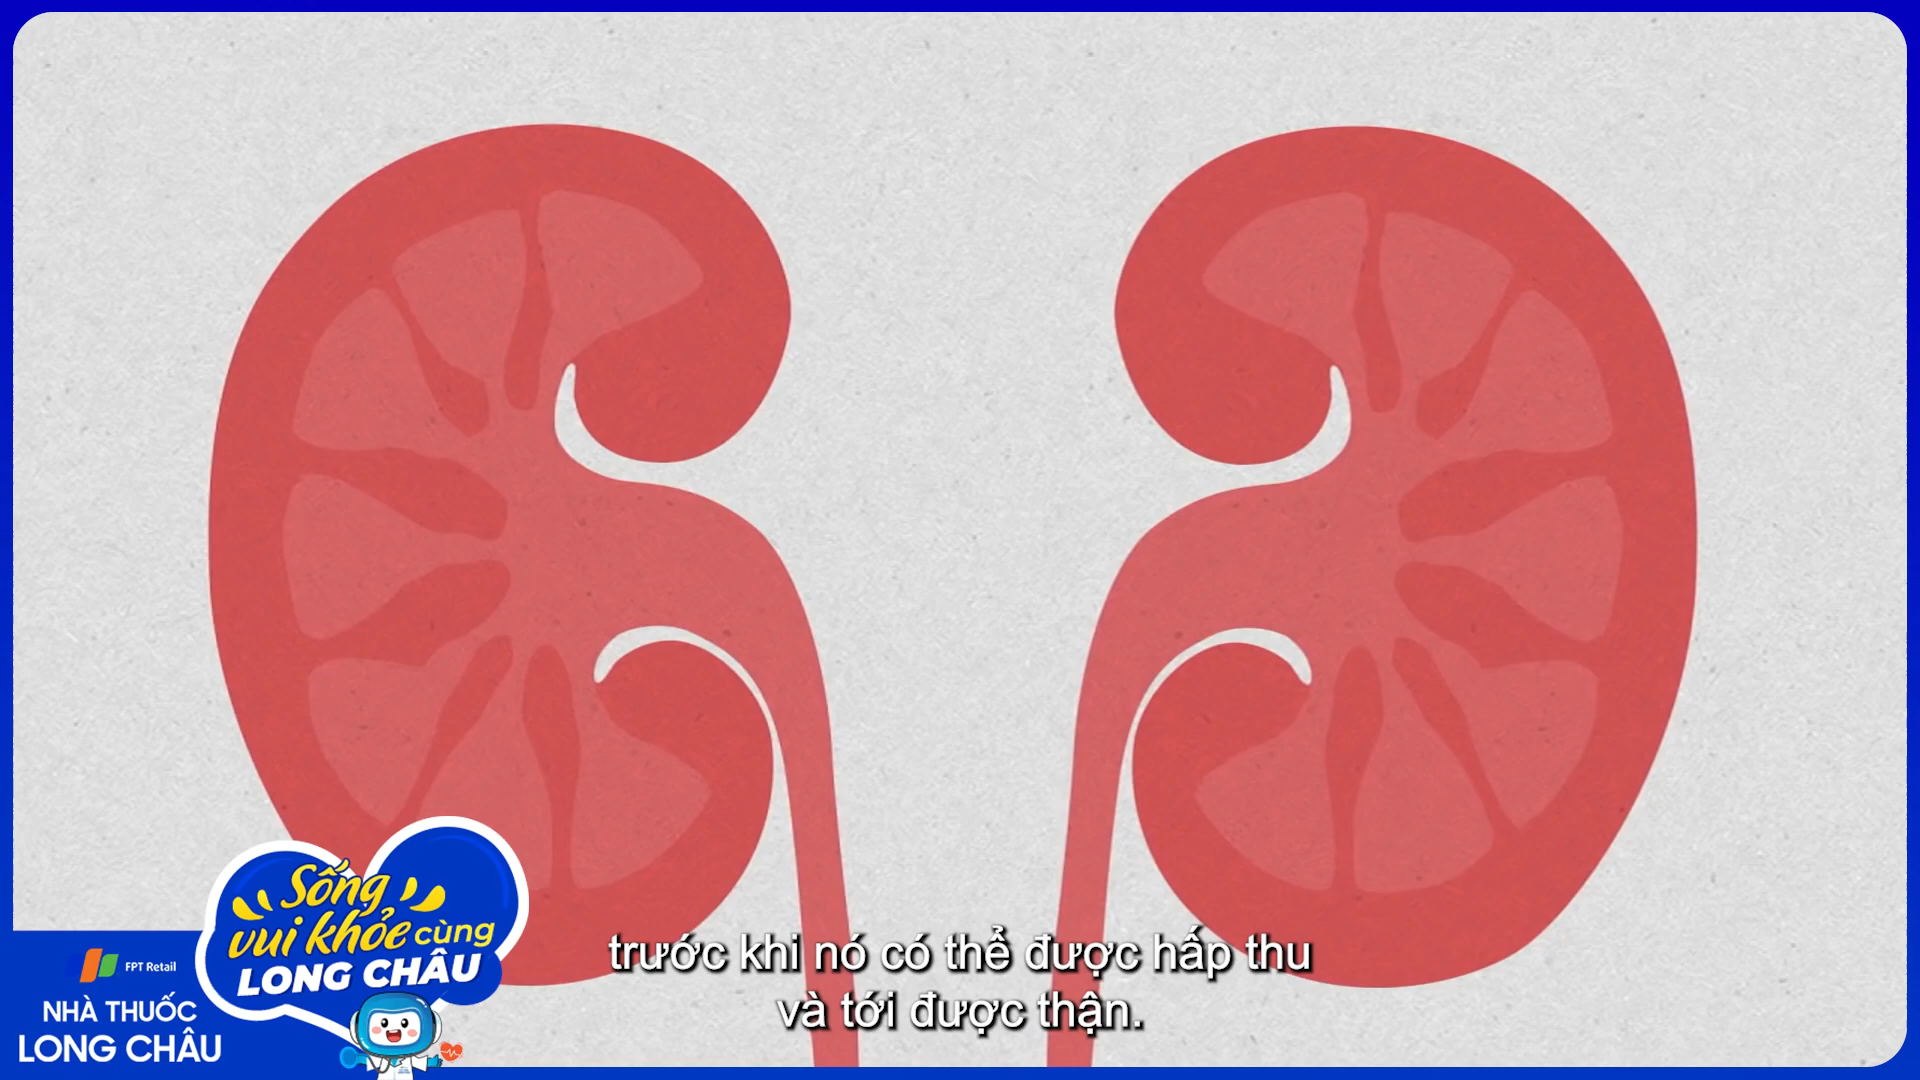 Sống
vui khỏe cùng
LONG CHÂU
FPT Retail
NHÀ THUỐC
LONG CHÂU
trước khi nó có thể được hấp thu
và tới được thận.